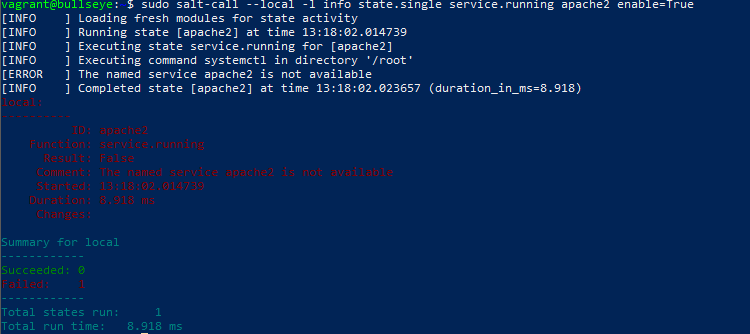 vagrant@bullseye:~$ sudo salt-call --local -l info state.single service.running apache2 enable=True
[INFO    ] Loading fresh modules for state activity
[INFO    ] Running state [apache2] at time 13:18:02.014739
[INFO    ] Executing state service.running for [apache2]
[INFO    ] Executing command systemctl in directory '/root'
[ERROR   ] The named service apache2 is not available
[INFO    ] Completed state [apache2] at time 13:18:02.023657 (duration_in_ms=8.918)
local:
----------
ID: apache2
Function: service.running
Result: False
Comment: The named service apache2 is not available
Started: 13:18:02.014739
Duration: 8.918 ms
Changes:
Summary for local
------------
Succeeded: 0
Failed:    1
------------
Total states run:     1
Total run time:   8.918 ms